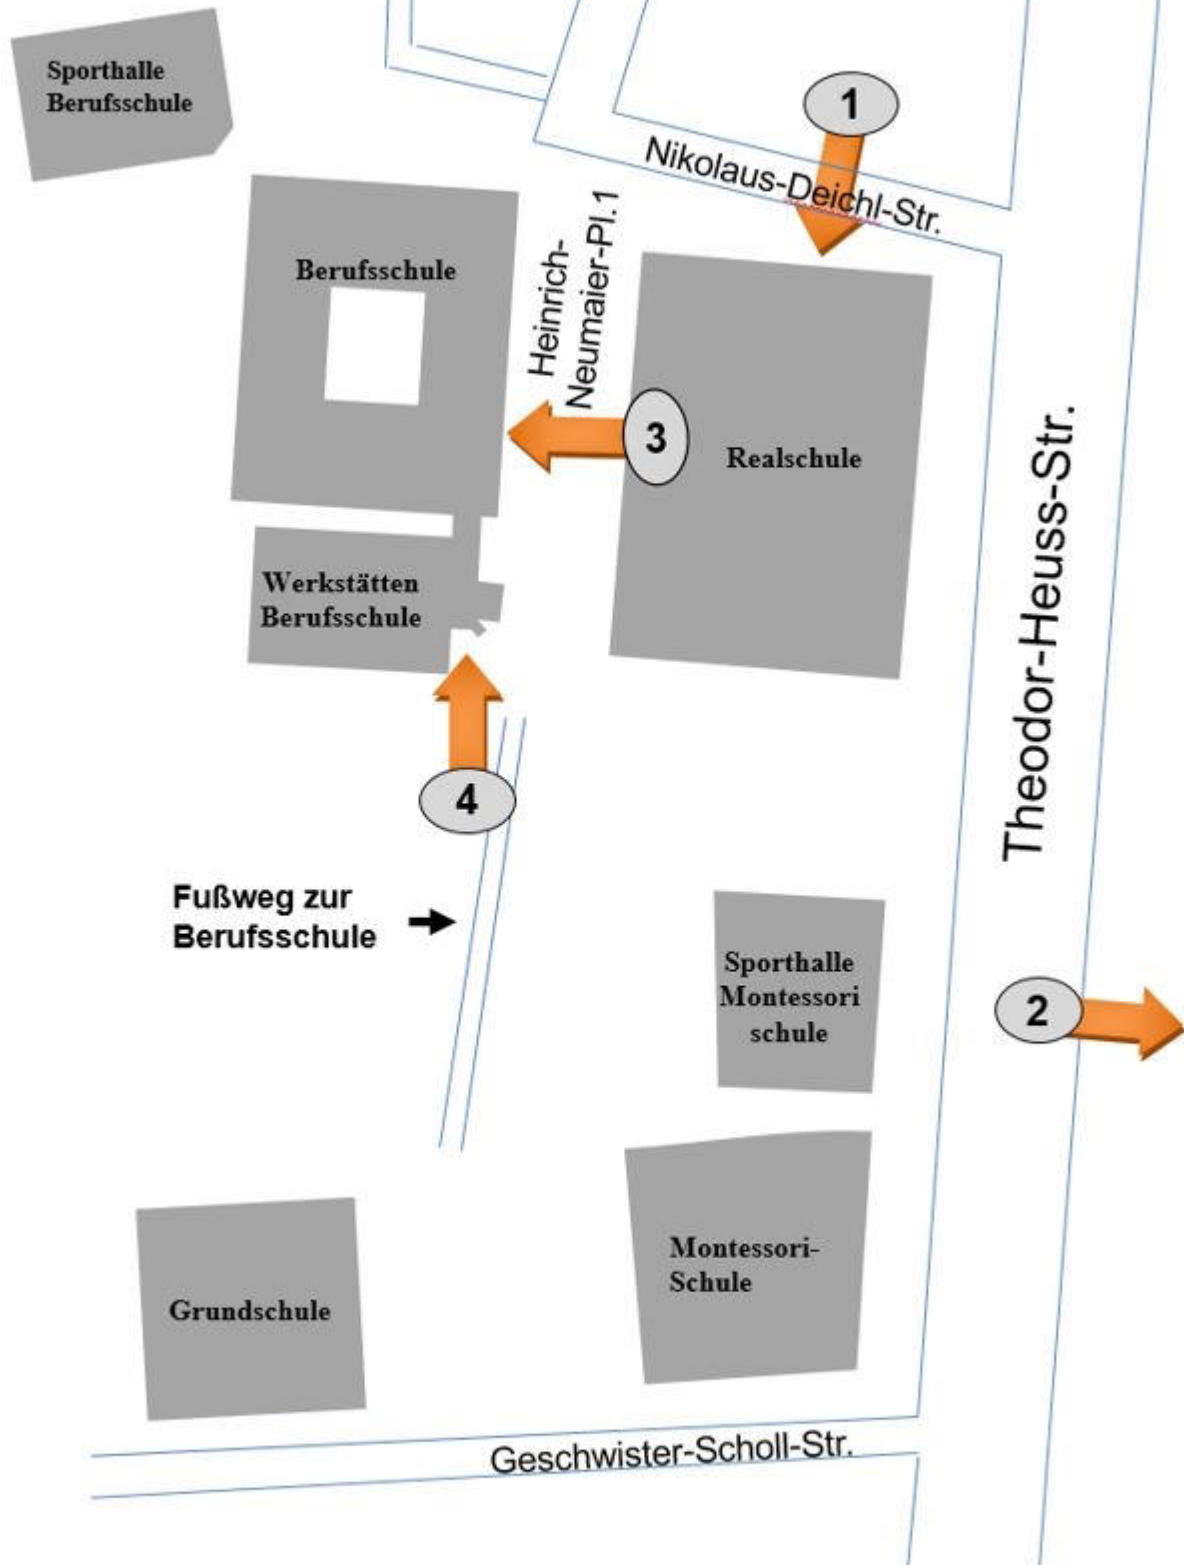 Sporthalle
Berufsschule
1
Nikolaus-Deichl-Str.
Berufsschule
Heinrich-
Neumaier-Pl.1
3
Realschule
Theodor-Heuss-Str.
Werkstätten
Berufsschule
4
Fußweg zur
Berufsschule
Sporthalle
Montessori
schule
2
Montessori-
Schule
Grundschule
Geschwister-Scholl-Str.